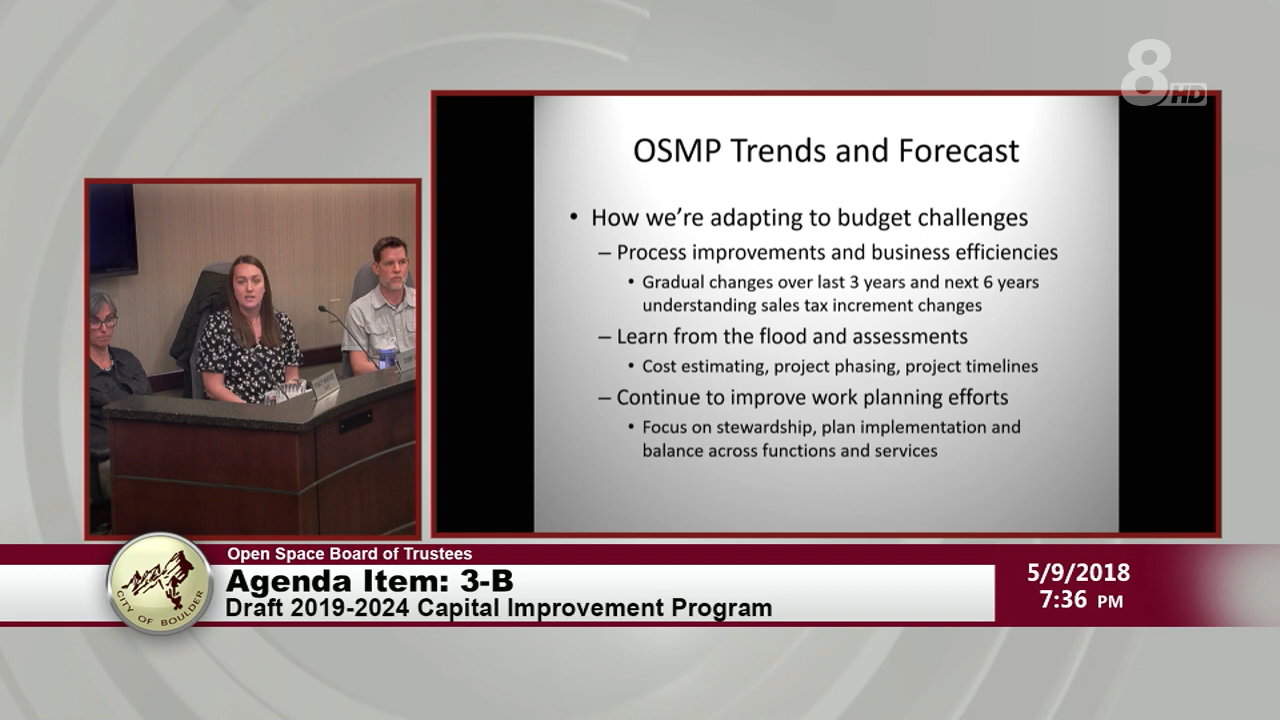 8HD
OSMP Trends and Forecast
• How we're adapting to budget challenges
– Process improvements and business efficiencies
• Gradual changes over last 3 years and next 6 years
understanding sales tax increment changes
– Learn from the flood and assessments
• Cost estimating, project phasing, project timelines
– Continue to improve work planning efforts
• Focus on stewardship, plan implementation and
balance across functions and services
Open Space Board of Trustees
Agenda Item: 3-B
Draft 2019-2024 Capital Improvement Program
CITY OF BOULDER
5/9/2018
7:36 PM